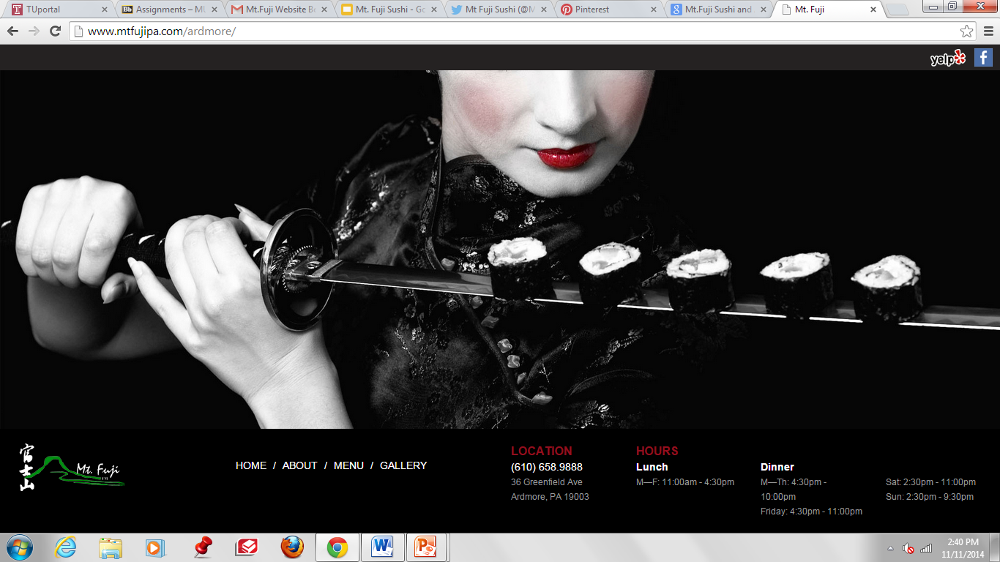 TUportal
Bb Assignments – MU
Mt.Fuji Website Be
Mt. Fuji Sushi - Go
Mt Fuji Sushi (@M
Pinterest
Mt.Fuji Sushi and
Mt. Fuji
www.mtfujipa.com/ardmore/
yelp
f
富
士
山
Mt. Fuji
TM
HOME / ABOUT / MENU / GALLERY
LOCATION
(610) 658.9888
36 Greenfield Ave
Ardmore, PA 19003
HOURS
Lunch
M—F: 11:00am - 4:30pm
Dinner
M—Th: 4:30pm -
10:00pm
Friday: 4:30pm - 11:00pm
Sat: 2:30pm - 11:00pm
Sun: 2:30pm - 9:30pm
2:40 PM
11/11/2014